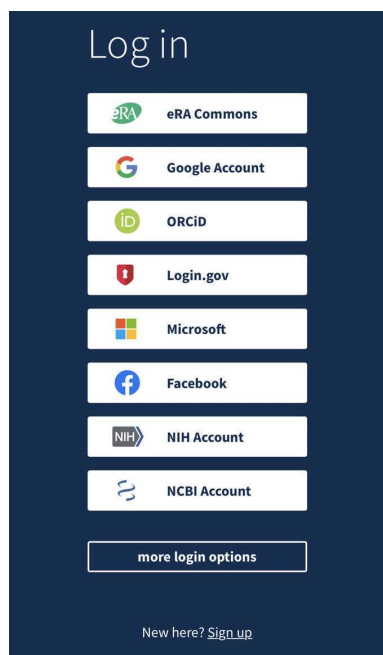 Log in
eRA eRA Commons
Google Account
iD ORCiD
Login.gov
Microsoft
Facebook
NIH NIH Account
NCBI Account
more login options
New here? Sign up